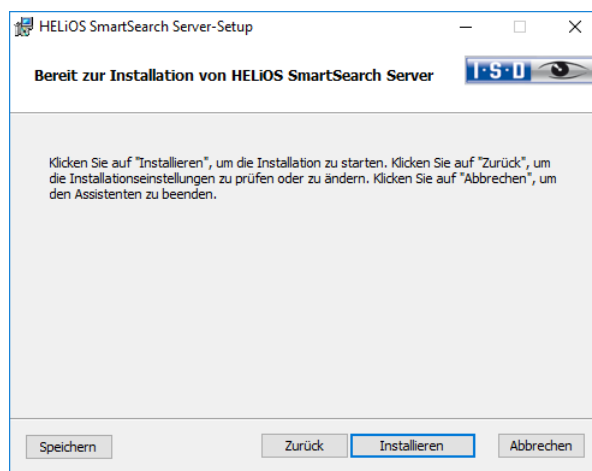 HELiOS SmartSearch Server-Setup
Bereit zur Installation von HELiOS SmartSearch Server
I·S·D
Klicken Sie auf "Installieren", um die Installation zu starten. Klicken Sie auf "Zurück", um
die Installationseinstellungen zu prüfen oder zu ändern. Klicken Sie auf "Abbrechen", um
den Assistenten zu beenden.
Speichern
Zurück
Installieren
Abbrechen